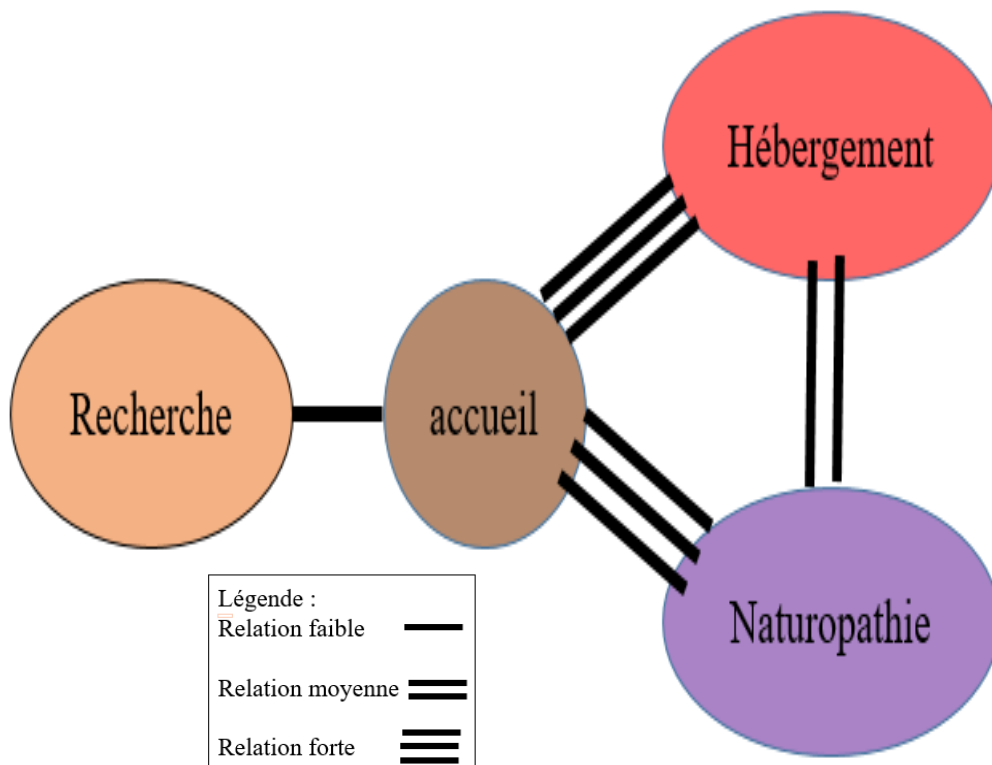 Hébergement
Recherche
accueil
Naturopathie
Légende :
Relation faible
Relation moyenne
Relation forte